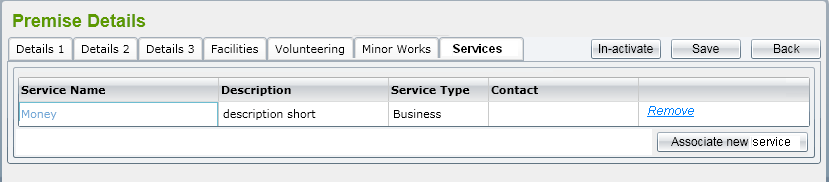 Premise Details
Details 1 Details 2 Details 3 Facilities Volunteering Minor Works Services In-activate Save Back
Service Name Description Service Type Contact
Money description short Business Remove
Associate new service